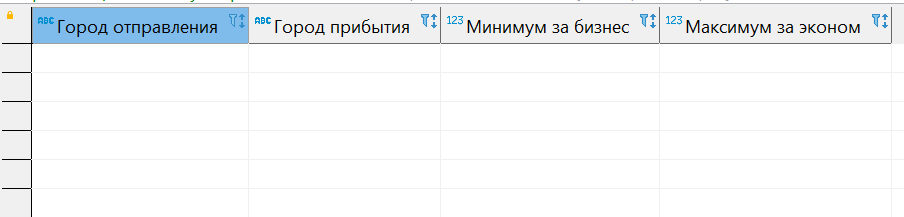 ABC Город отправления ABC Город прибытия 123 Минимум за бизнес 123 Максимум за эконом